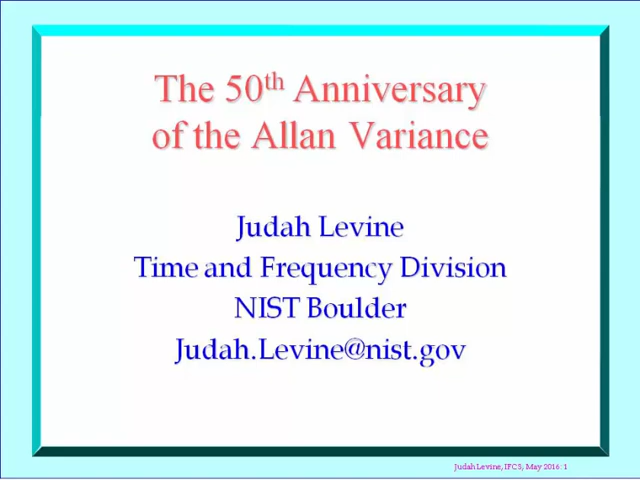 The 50th Anniversary
of the Allan Variance
Judah Levine
Time and Frequency Division
NIST Boulder
Judah.Levine@nist.gov
Judah Levine, IFCS, May 2016: 1